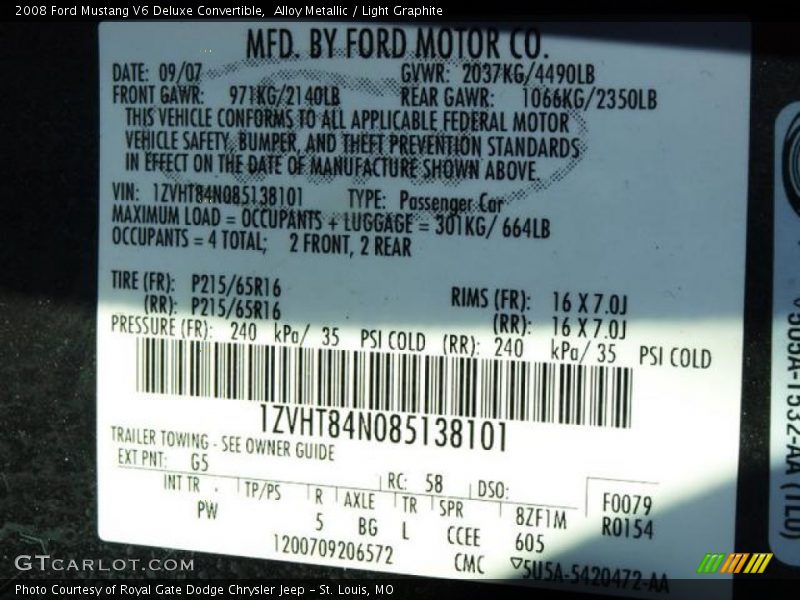 2008 Ford Mustang V6 Deluxe Convertible, Alloy Metallic / Light Graphite
MFD. BY FORD MOTOR CO.
DATE: 09/07 GVWR: 2037KG/4490LB
FRONT GAWR: 971KG/2140LB REAR GAWR: 1066KG/2350LB
THIS VEHICLE CONFORMS TO ALL APPLICABLE FEDERAL MOTOR
VEHICLE SAFETY, BUMPER, AND THEFT PREVENTION STANDARDS
IN EFFECT ON THE DATE OF MANUFACTURE SHOWN ABOVE.
VIN: 1ZVHT84N085138101 TYPE: Passenger Car
MAXIMUM LOAD = OCCUPANTS + LUGGAGE = 301KG/ 664LB
OCCUPANTS = 4 TOTAL; 2 FRONT, 2 REAR
TIRE (FR): P215/65R16 RIMS (FR): 16 X 7.0J
(RR): P215/65R16 (RR): 16 X 7.0J
PRESSURE (FR): 240 kPa/ 35 PSI COLD (RR): 240 kPa/ 35 PSI COLD
1ZVHT84N085138101
TRAILER TOWING - SEE OWNER GUIDE
EXT PNT: G5 RC: 58 DSO:
INT TR TP/PS R AXLE TR SPR 8ZF1M F0079
PW 5 BG L CCEE 605 R0154
1200709206572 CMC ▽5U5A-5420472-AA
GTCARLOT.COM
Photo Courtesy of Royal Gate Dodge Chrysler Jeep – St. Louis, MO